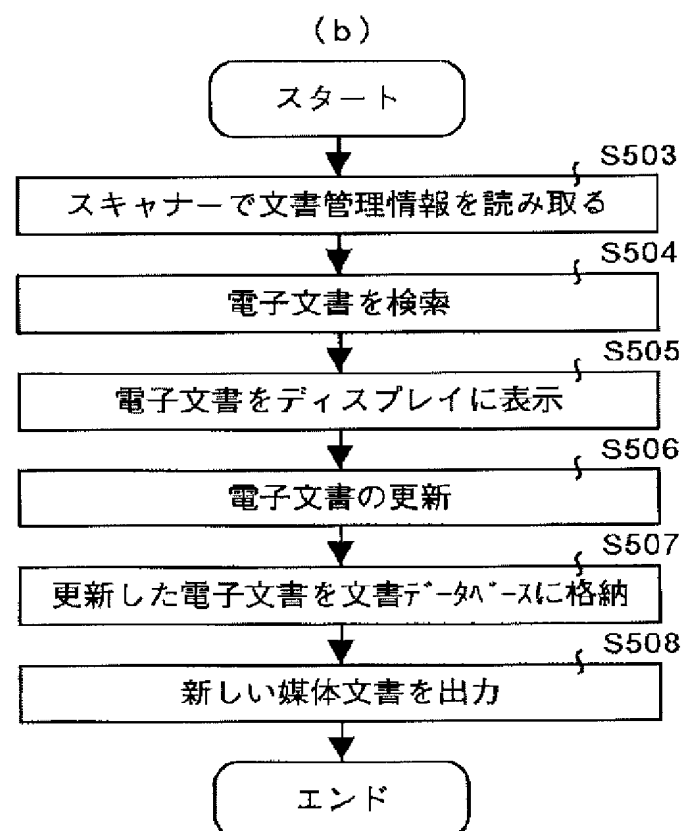 (b)
スタート
S503
スキャナーで文書管理情報を読み取る
S504
電子文書を検索
S505
電子文書をディスプレイに表示
S506
電子文書の更新
S507
更新した電子文書を文書ﾃﾞｰﾀﾍﾞｰｽに格納
S508
新しい媒体文書を出力
エンド